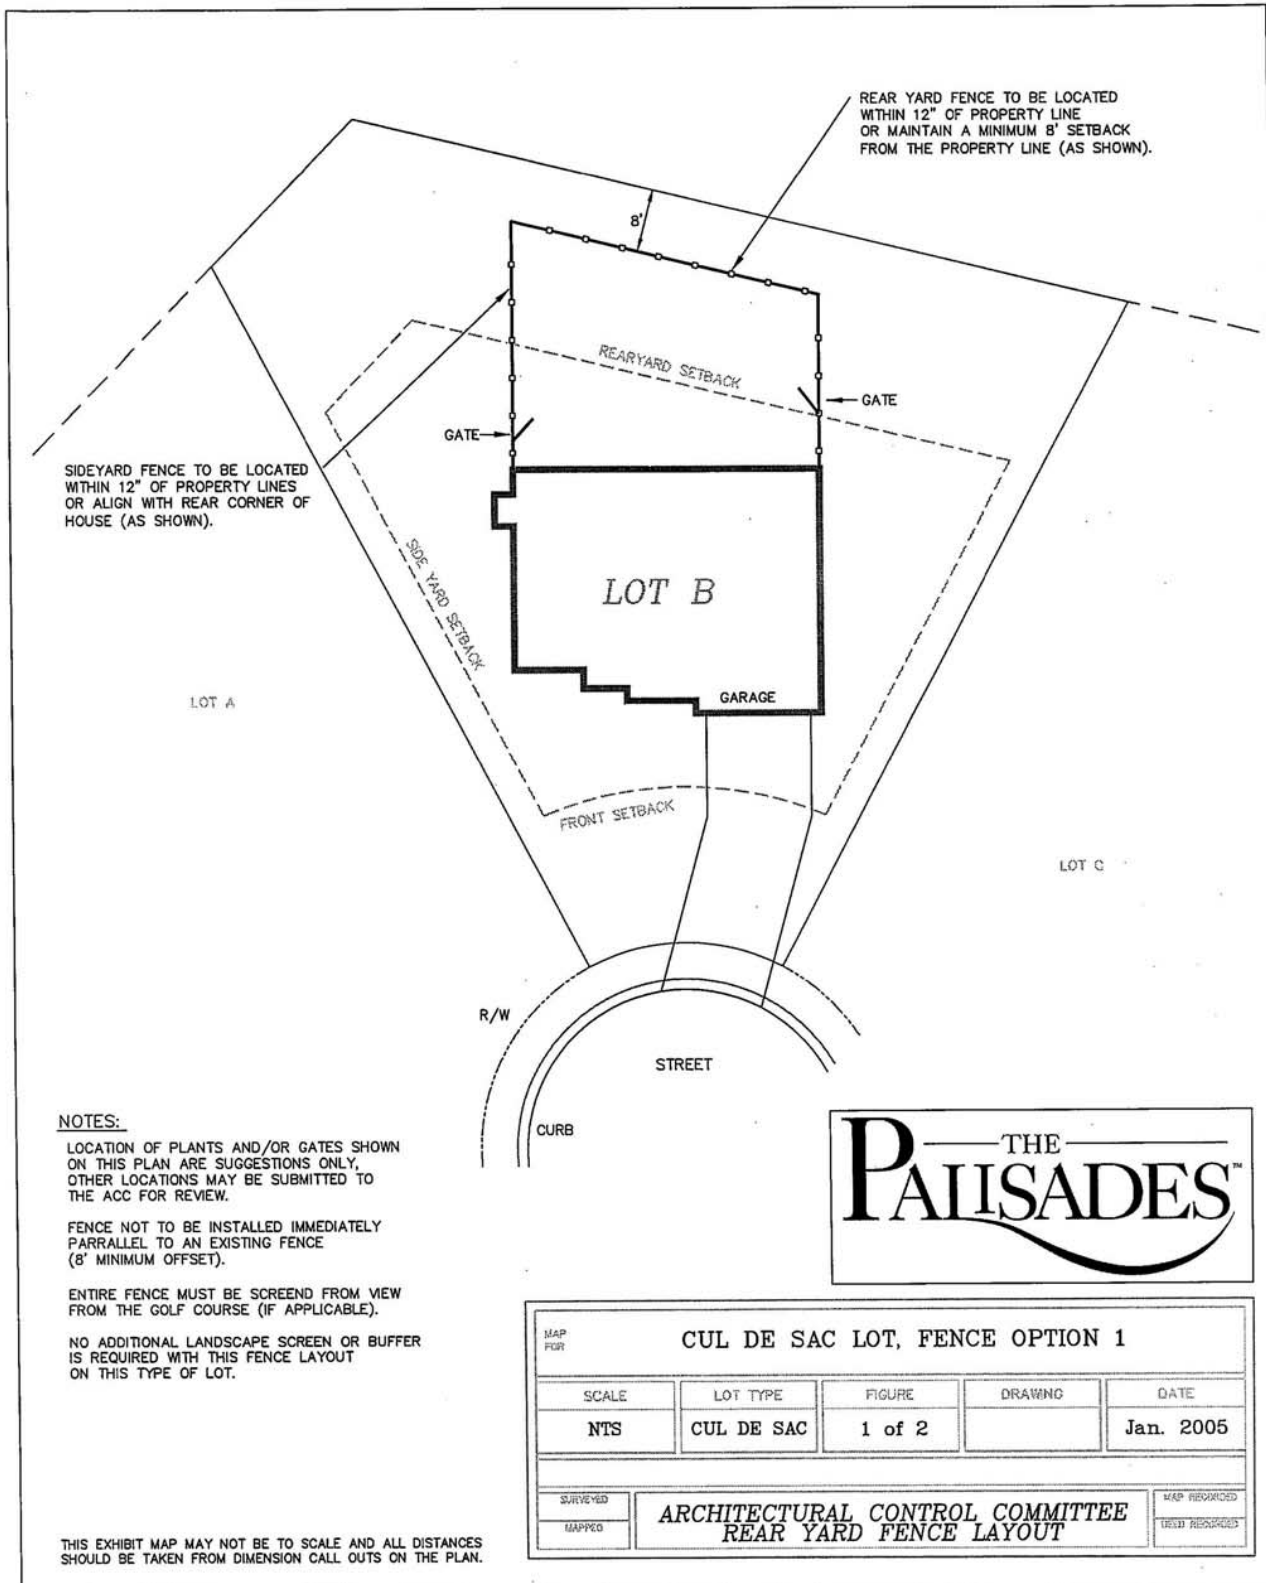 REAR YARD FENCE TO BE LOCATED
WITHIN 12" OF PROPERTY LINE
OR MAINTAIN A MINIMUM 8' SETBACK
FROM THE PROPERTY LINE (AS SHOWN).
8'
REARYARD SETBACK
GATE
GATE
SIDEYARD FENCE TO BE LOCATED
WITHIN 12" OF PROPERTY LINES
OR ALIGN WITH REAR CORNER OF
HOUSE (AS SHOWN).
SIDE YARD SETBACK
LOT B
LOT A
GARAGE
FRONT SETBACK
LOT C
R/W
STREET
CURB
NOTES:
LOCATION OF PLANTS AND/OR GATES SHOWN
ON THIS PLAN ARE SUGGESTIONS ONLY,
OTHER LOCATIONS MAY BE SUBMITTED TO
THE ACC FOR REVIEW.
FENCE NOT TO BE INSTALLED IMMEDIATELY
PARRALLEL TO AN EXISTING FENCE
(8' MINIMUM OFFSET).
ENTIRE FENCE MUST BE SCREEND FROM VIEW
FROM THE GOLF COURSE (IF APPLICABLE).
NO ADDITIONAL LANDSCAPE SCREEN OR BUFFER
IS REQUIRED WITH THIS FENCE LAYOUT
ON THIS TYPE OF LOT.
THE
PALISADES™
MAP
FOR
CUL DE SAC LOT, FENCE OPTION 1
SCALE LOT TYPE FIGURE DRAWING DATE
NTS CUL DE SAC 1 of 2 Jan. 2005
SURVEYED
MAPPED
ARCHITECTURAL CONTROL COMMITTEE
REAR YARD FENCE LAYOUT
MAP RECORDED
DEED RECORDED
THIS EXHIBIT MAP MAY NOT BE TO SCALE AND ALL DISTANCES
SHOULD BE TAKEN FROM DIMENSION CALL OUTS ON THE PLAN.